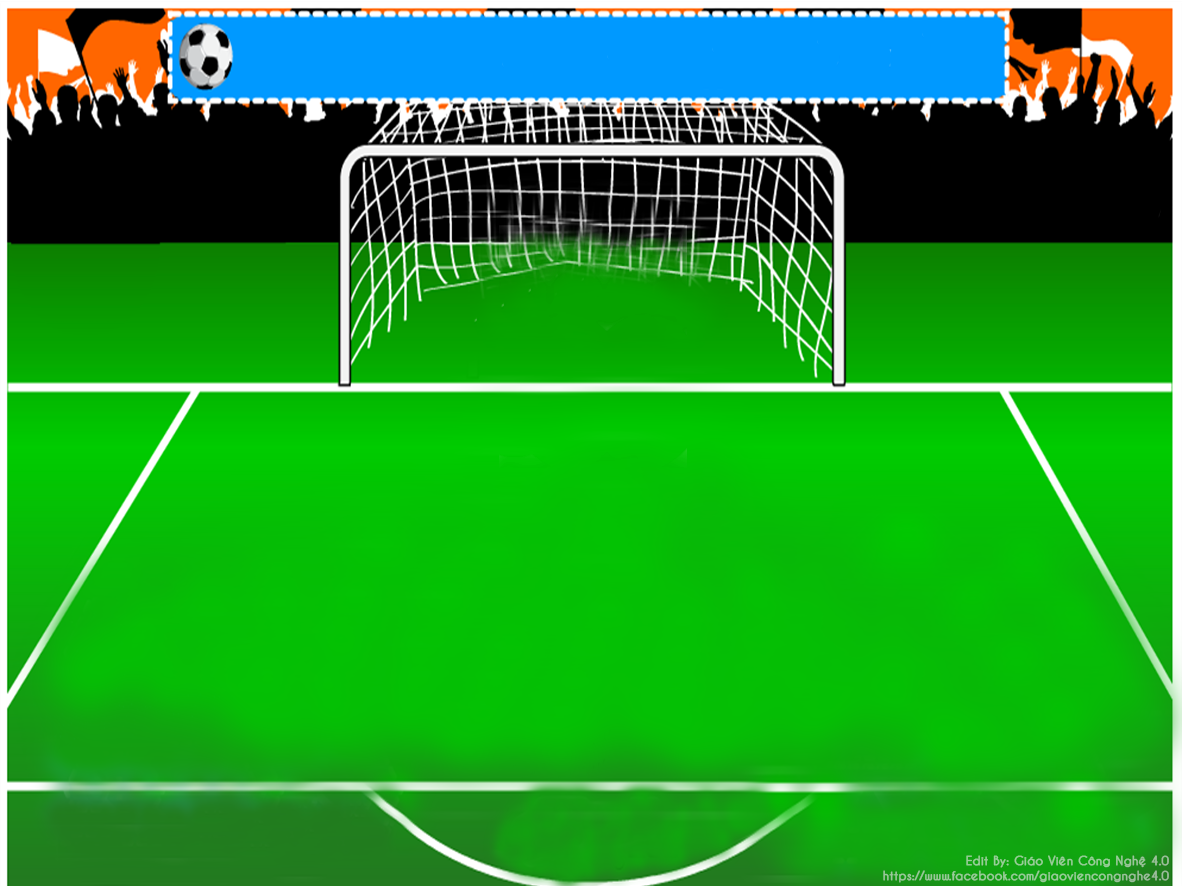 Edit By: Giáo Viên Công Nghệ 4.0
https://www.facebook.com/giaoviencongnghe4.0